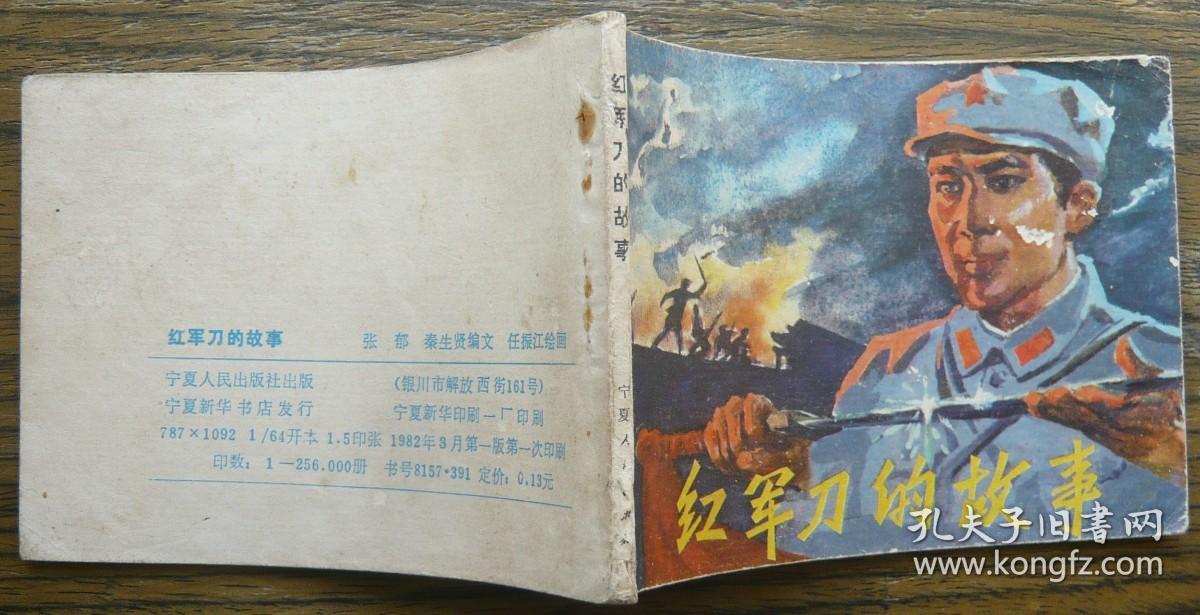 红军刀的故事
张 郁 秦生贤编文 任振江绘画
宁夏人民出版社出版 (银川市解放西街161号)
宁夏新华书店发行 宁夏新华印刷一厂印刷
787×1092 1/64开本 1.5印张 1982年3月第一版第一次印刷
印数:1—256.000册 书号8157·391 定价:0.13元
红军刀的故事
宁夏人
红军刀的故事
孔夫子旧書网
www.kongfz.com